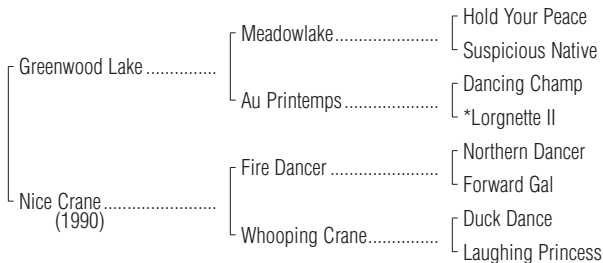 Hold Your Peace
Meadowlake....................
Suspicious Native
Greenwood Lake ..............
Dancing Champ
Au Printemps..................
*Lorgnette II
Northern Dancer
Fire Dancer .....................
Forward Gal
Nice Crane......................
(1990)
Duck Dance
Whooping Crane..............
Laughing Princess